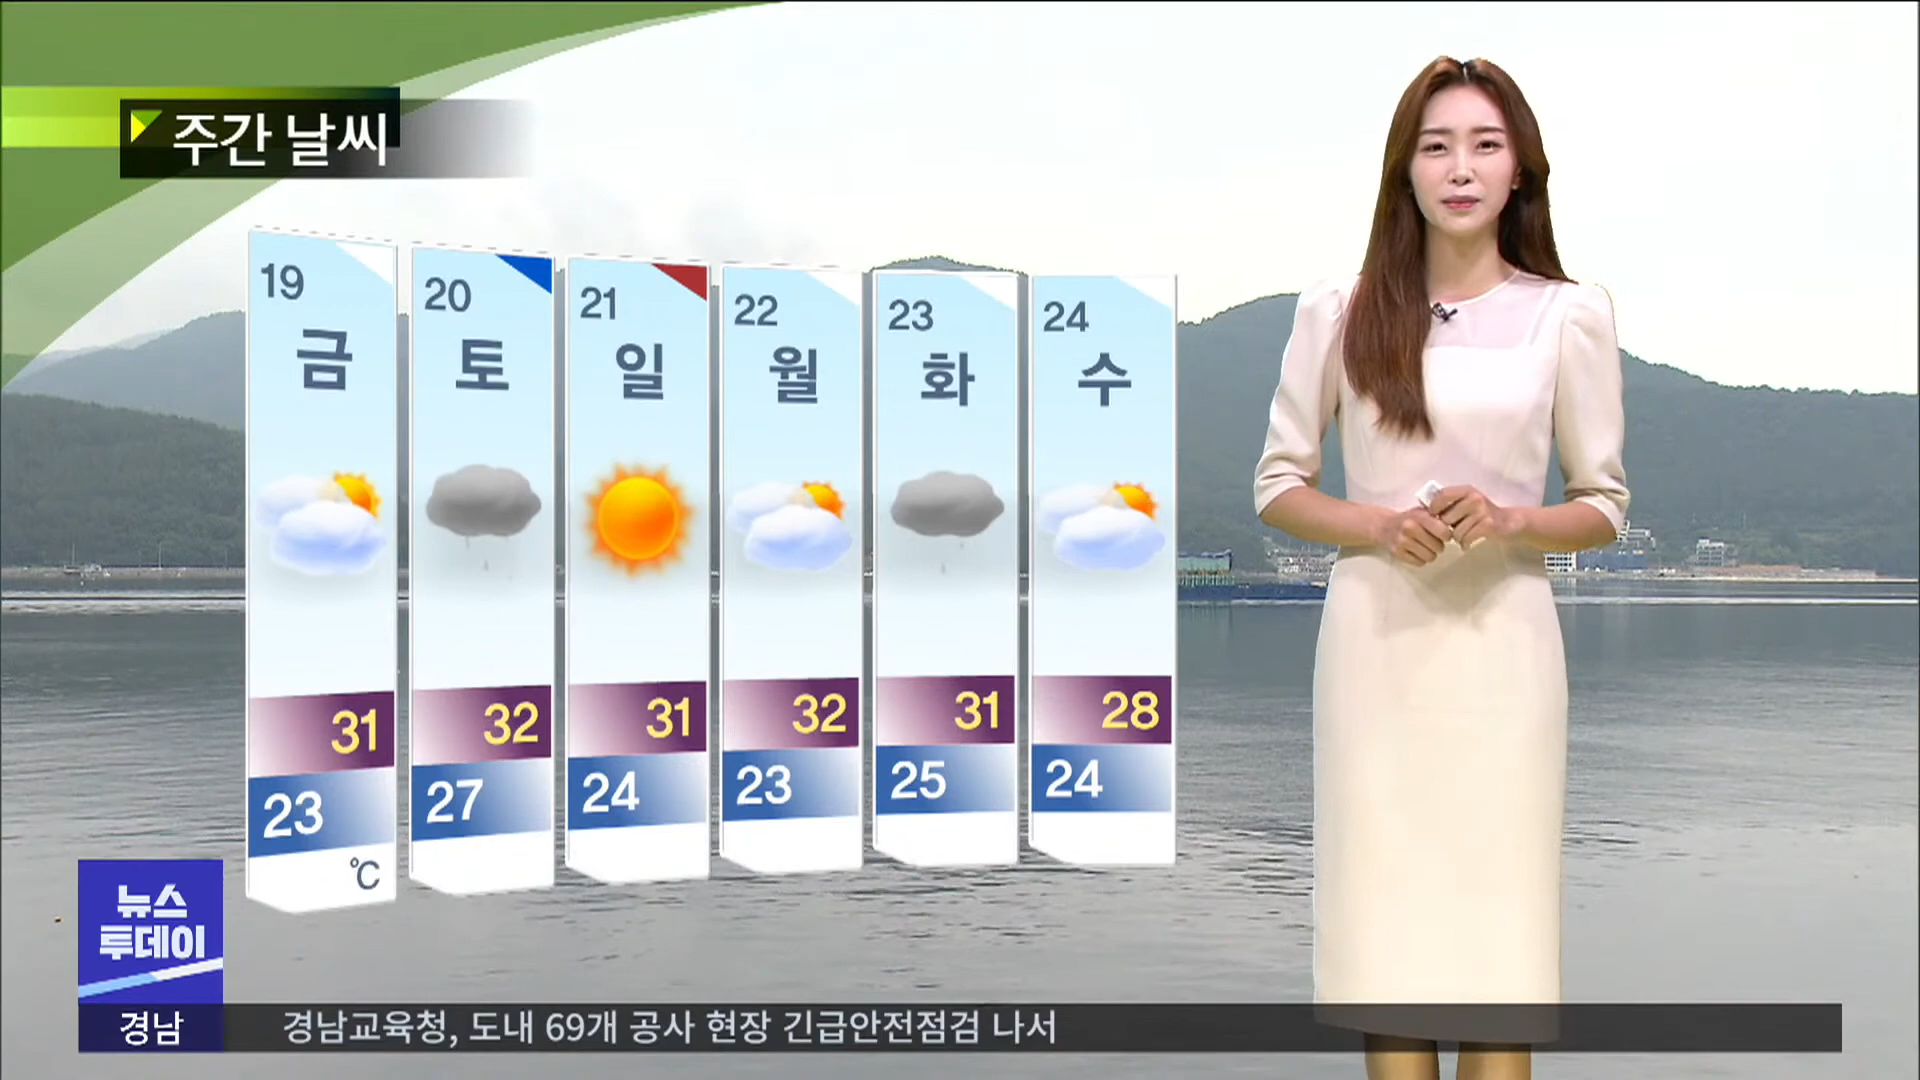 주간 날씨
19 20 21 22 23 24
금 토 일 월 화 수
31 32 31 32 31 28
23 27 24 23 25 24
℃
뉴스
투데이
경남
경남교육청, 도내 69개 공사 현장 긴급안전점검 나서